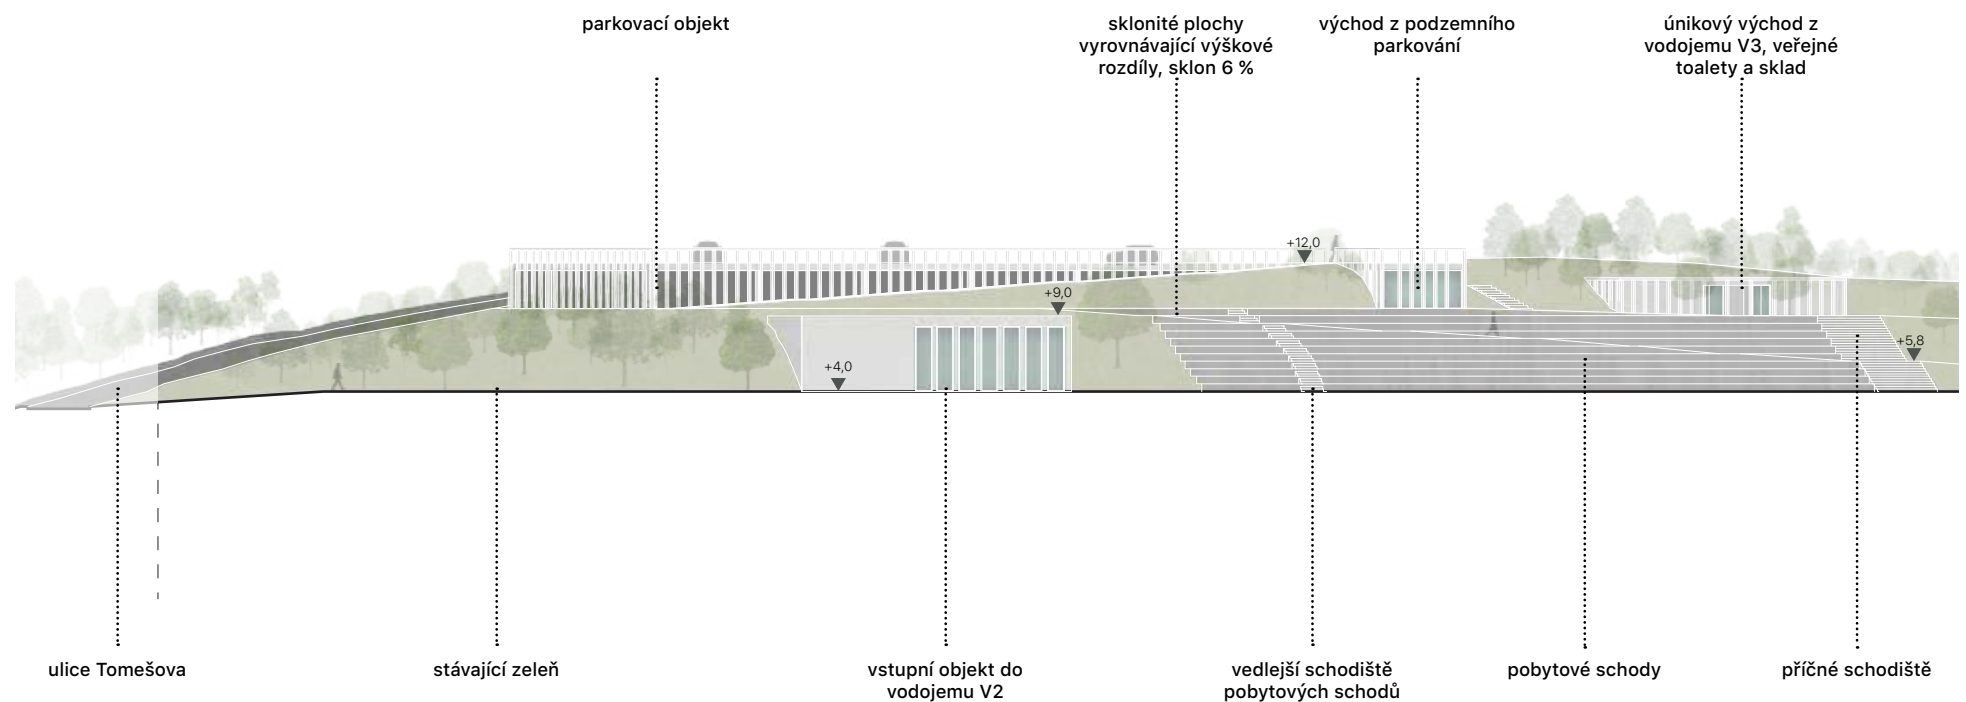 parkovací objekt
sklonité plochy
vyrovnávající výškové
rozdíly, sklon 6 %
východ z podzemního
parkování
únikový východ z
vodojemu V3, veřejné
toalety a sklad
+12,0
+9,0
+5,8
+4,0
ulice Tomešova
stávající zeleň
vstupní objekt do
vodojemu V2
vedlejší schodiště
pobytových schodů
pobytové schody
příčné schodiště